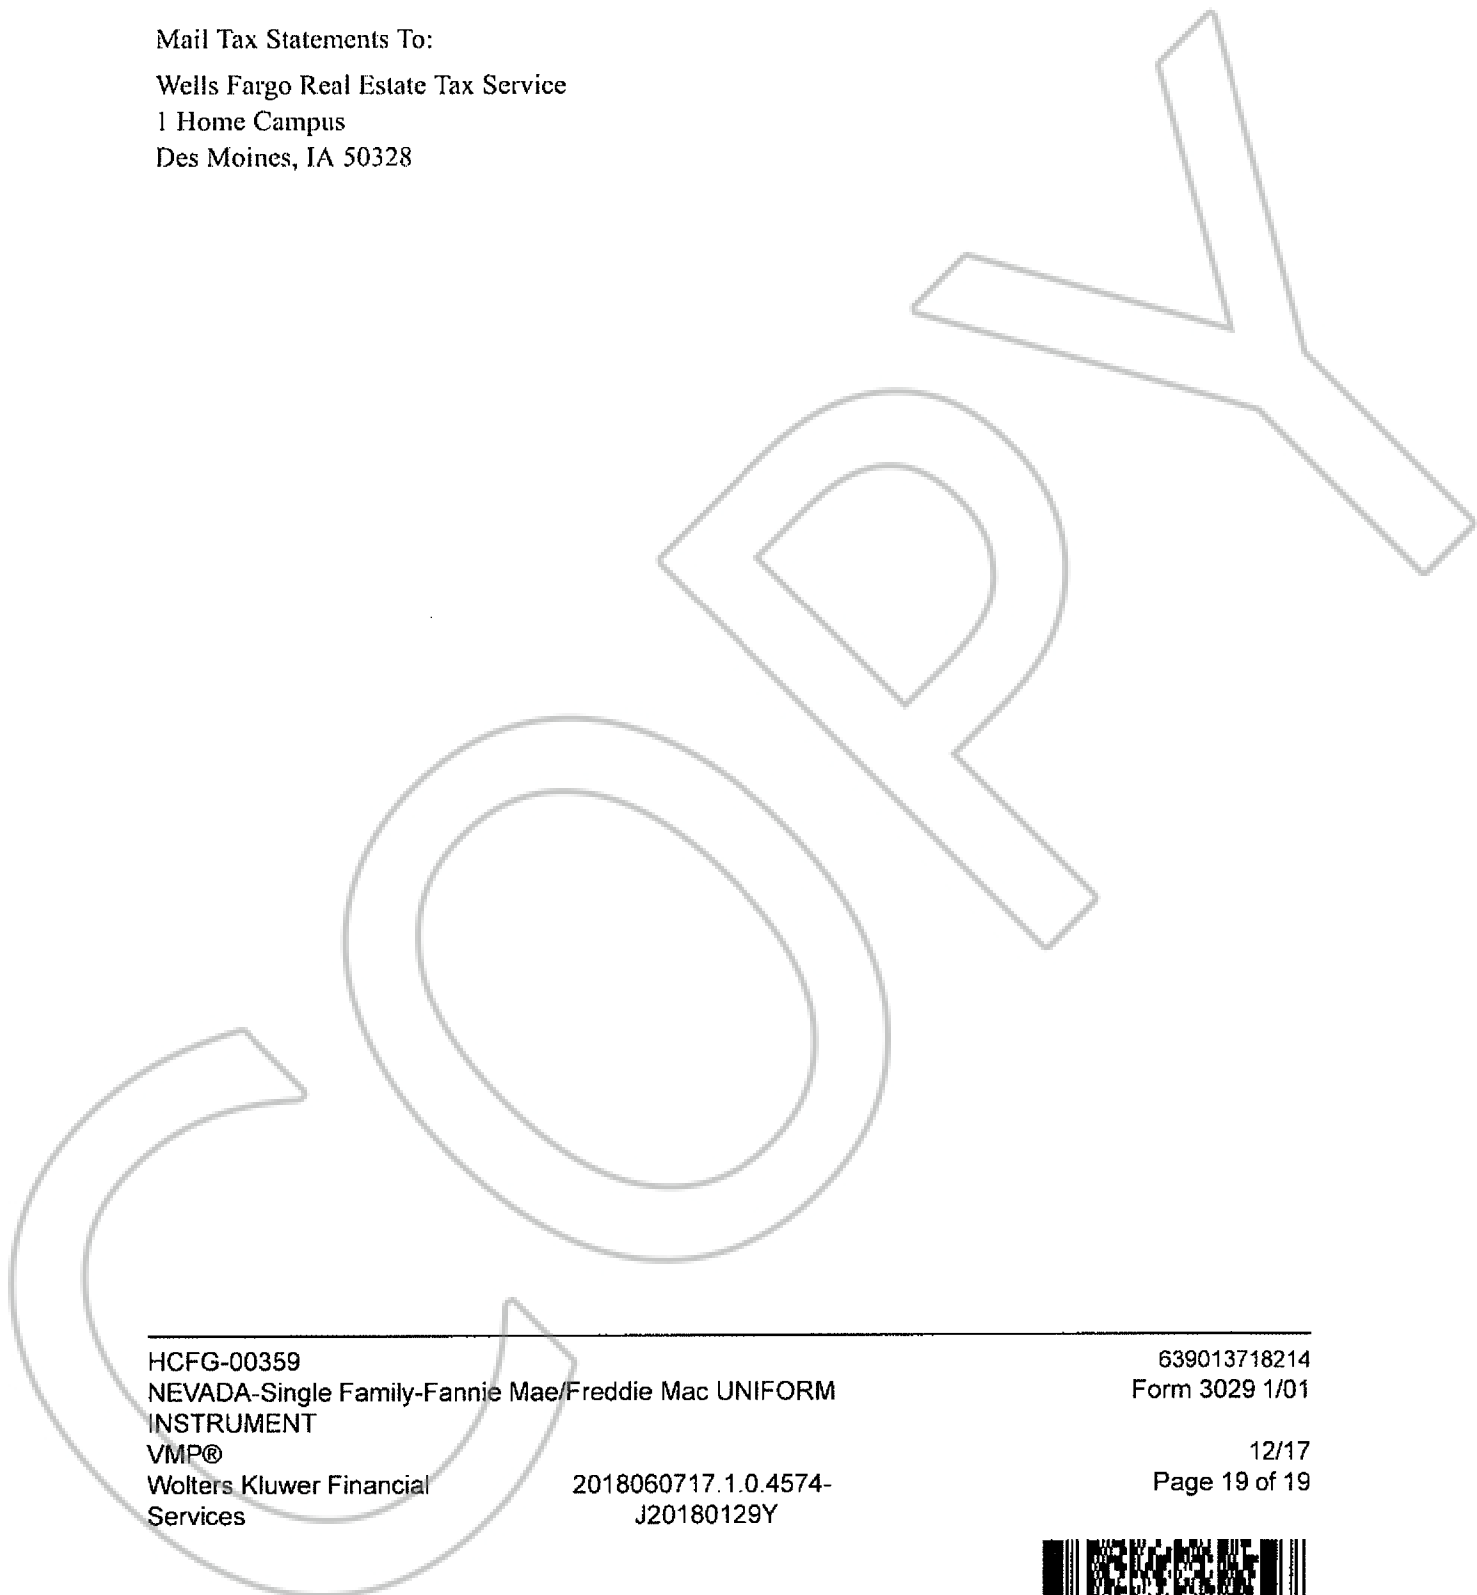 Mail Tax Statements To:
Wells Fargo Real Estate Tax Service
1 Home Campus
Des Moines, IA 50328
COPY
HCFG-00359
639013718214
NEVADA-Single Family-Fannie Mae/Freddie Mac UNIFORM
Form 3029 1/01
INSTRUMENT
VMP®
12/17
Wolters Kluwer Financial
2018060717.1.0.4574-
Page 19 of 19
Services
J20180129Y